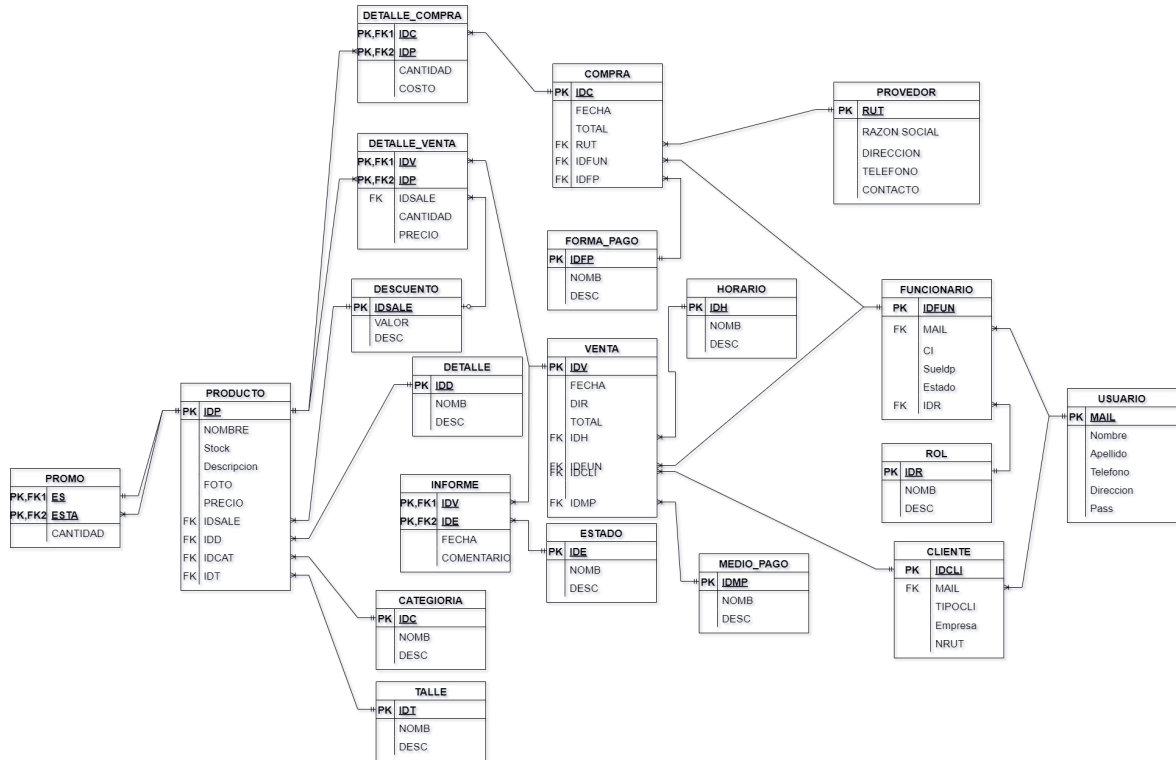 DETALLE_COMPRA
PK,FK1 IDC
PK,FK2 IDP
CANTIDAD
COSTO
COMPRA
PK IDC
FECHA
TOTAL
FK RUT
FK IDFUN
FK IDFP
PROVEDOR
PK RUT
RAZON SOCIAL
DIRECCION
TELEFONO
CONTACTO
DETALLE_VENTA
PK,FK1 IDV
PK,FK2 IDP
FK IDSALE
CANTIDAD
PRECIO
FORMA_PAGO
PK IDFP
NOMB
DESC
DESCUENTO
PK IDSALE
VALOR
DESC
HORARIO
PK IDH
NOMB
DESC
FUNCIONARIO
PK IDFUN
FK MAIL
CI
Sueldp
Estado
FK IDR
VENTA
PK IDV
FECHA
DIR
TOTAL
FK IDH
FK IDFUN
FK IDCLI
FK IDMP
DETALLE
PK IDD
NOMB
DESC
PRODUCTO
PK IDP
NOMBRE
Stock
Descripcion
FOTO
PRECIO
FK IDSALE
FK IDD
FK IDCAT
FK IDT
USUARIO
PK MAIL
Nombre
Apellido
Telefono
Direccion
Pass
PROMO
PK,FK1 ES
PK,FK2 ESTA
CANTIDAD
INFORME
PK,FK1 IDV
PK,FK2 IDE
FECHA
COMENTARIO
ROL
PK IDR
NOMB
DESC
ESTADO
PK IDE
NOMB
DESC
MEDIO_PAGO
PK IDMP
NOMB
DESC
CLIENTE
PK IDCLI
FK MAIL
TIPOCLI
Empresa
NRUT
CATEGIORIA
PK IDC
NOMB
DESC
TALLE
PK IDT
NOMB
DESC